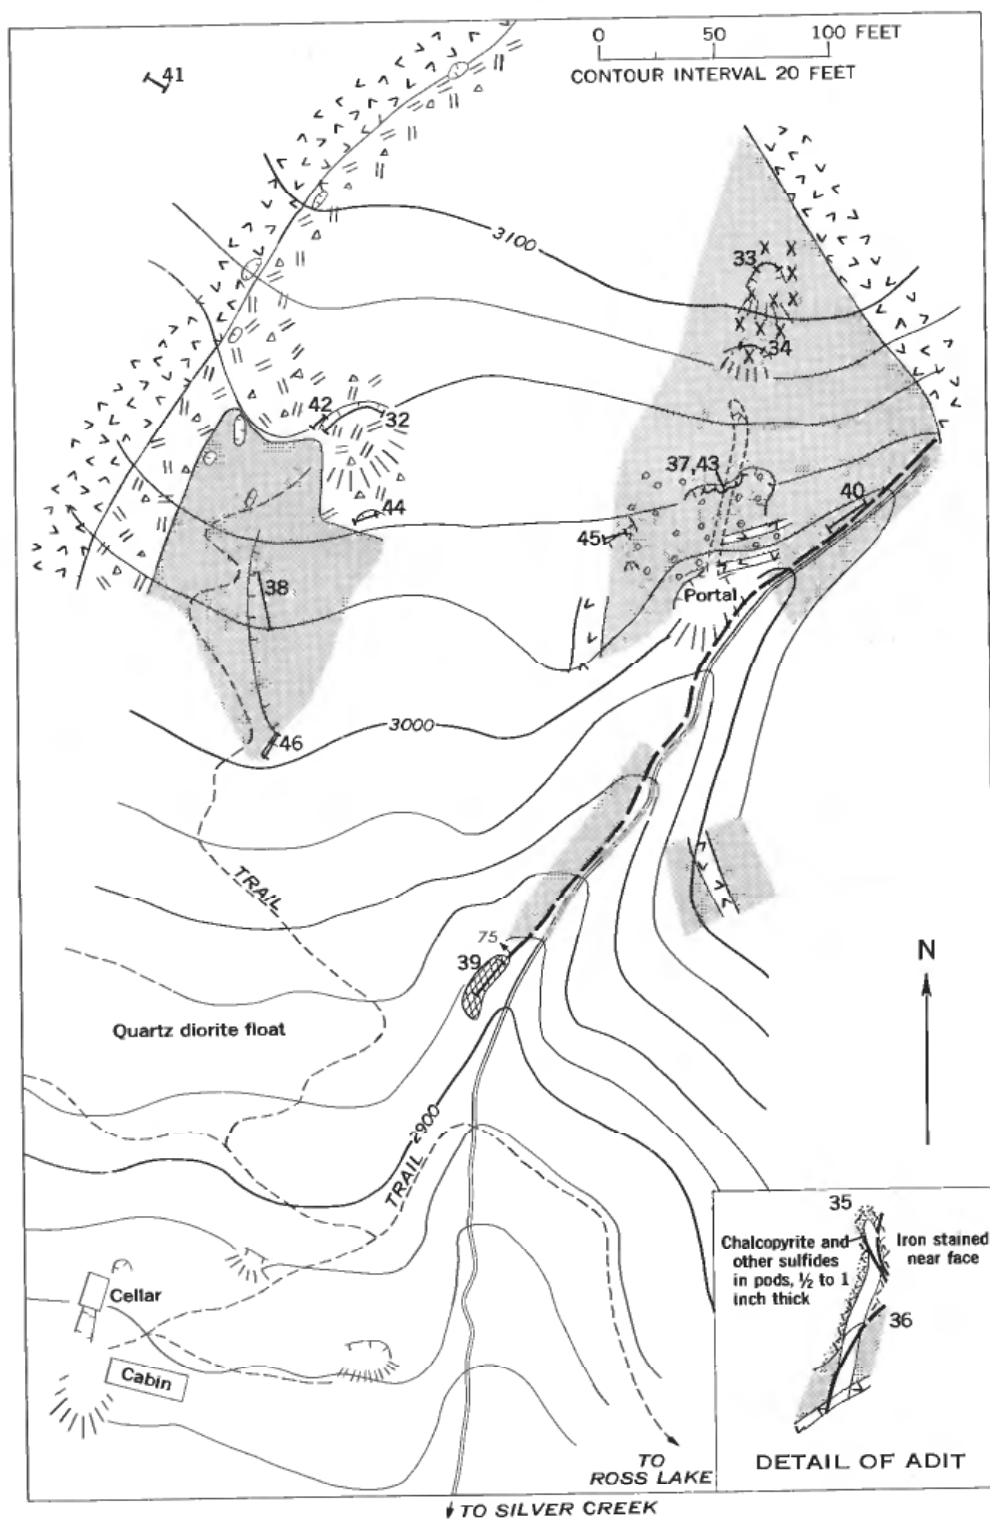 0 50 100 FEET
CONTOUR INTERVAL 20 FEET
41
3100
33
34
42
32
37,43
40
44
45
38
Portal
3000
46
TRAIL
75
39
N
Quartz diorite float
2900
TRAIL
35
Chalcopyrite and
other sulfides
in pods, ½ to 1
inch thick
Iron stained
near face
36
Cellar
Cabin
DETAIL OF ADIT
TO
ROSS LAKE
TO SILVER CREEK